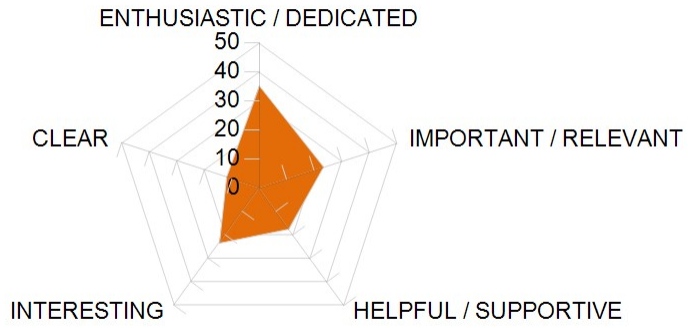 ENTHUSIASTIC / DEDICATED
50
40
30
20
10
0
CLEAR
IMPORTANT / RELEVANT
INTERESTING
HELPFUL / SUPPORTIVE